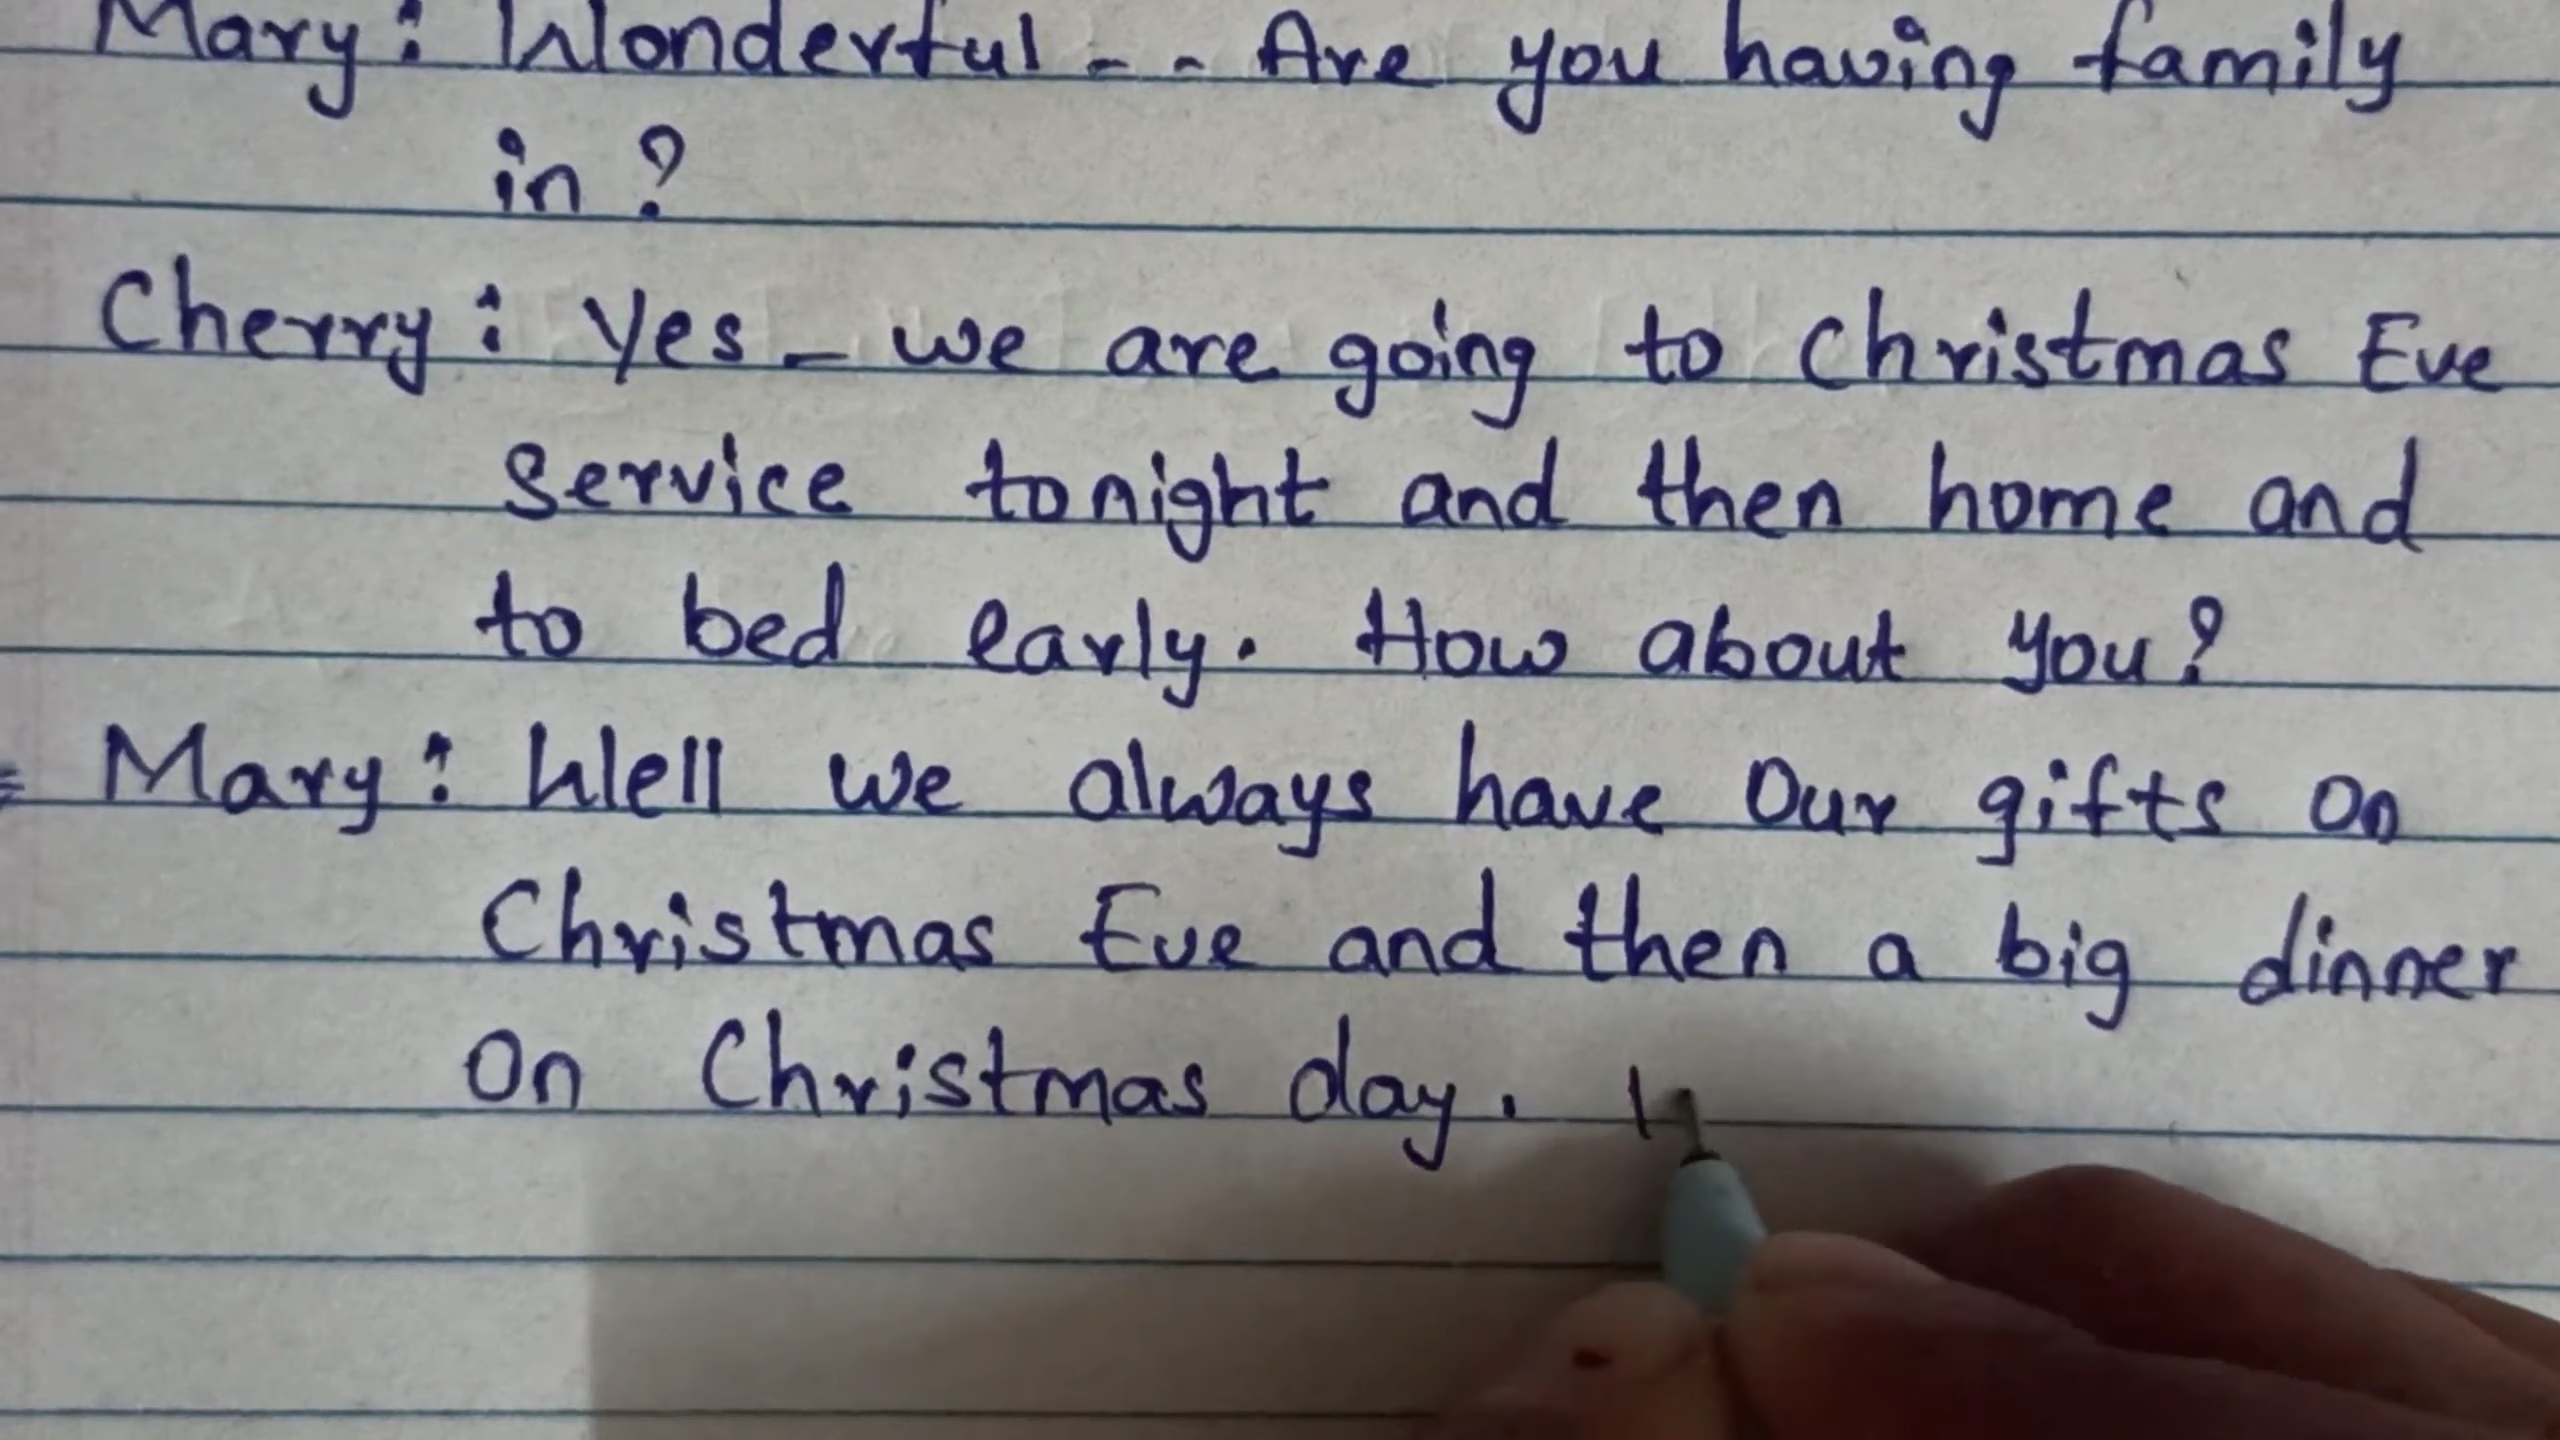 Mary: Wonderful -- Are you having family
in?
Cherry: Yes - we are going to Christmas Eve
Service tonight and then home and
to bed early. How about you?
Mary: Well we always have Our gifts On
Christmas Eve and then a big dinner
On Christmas day.